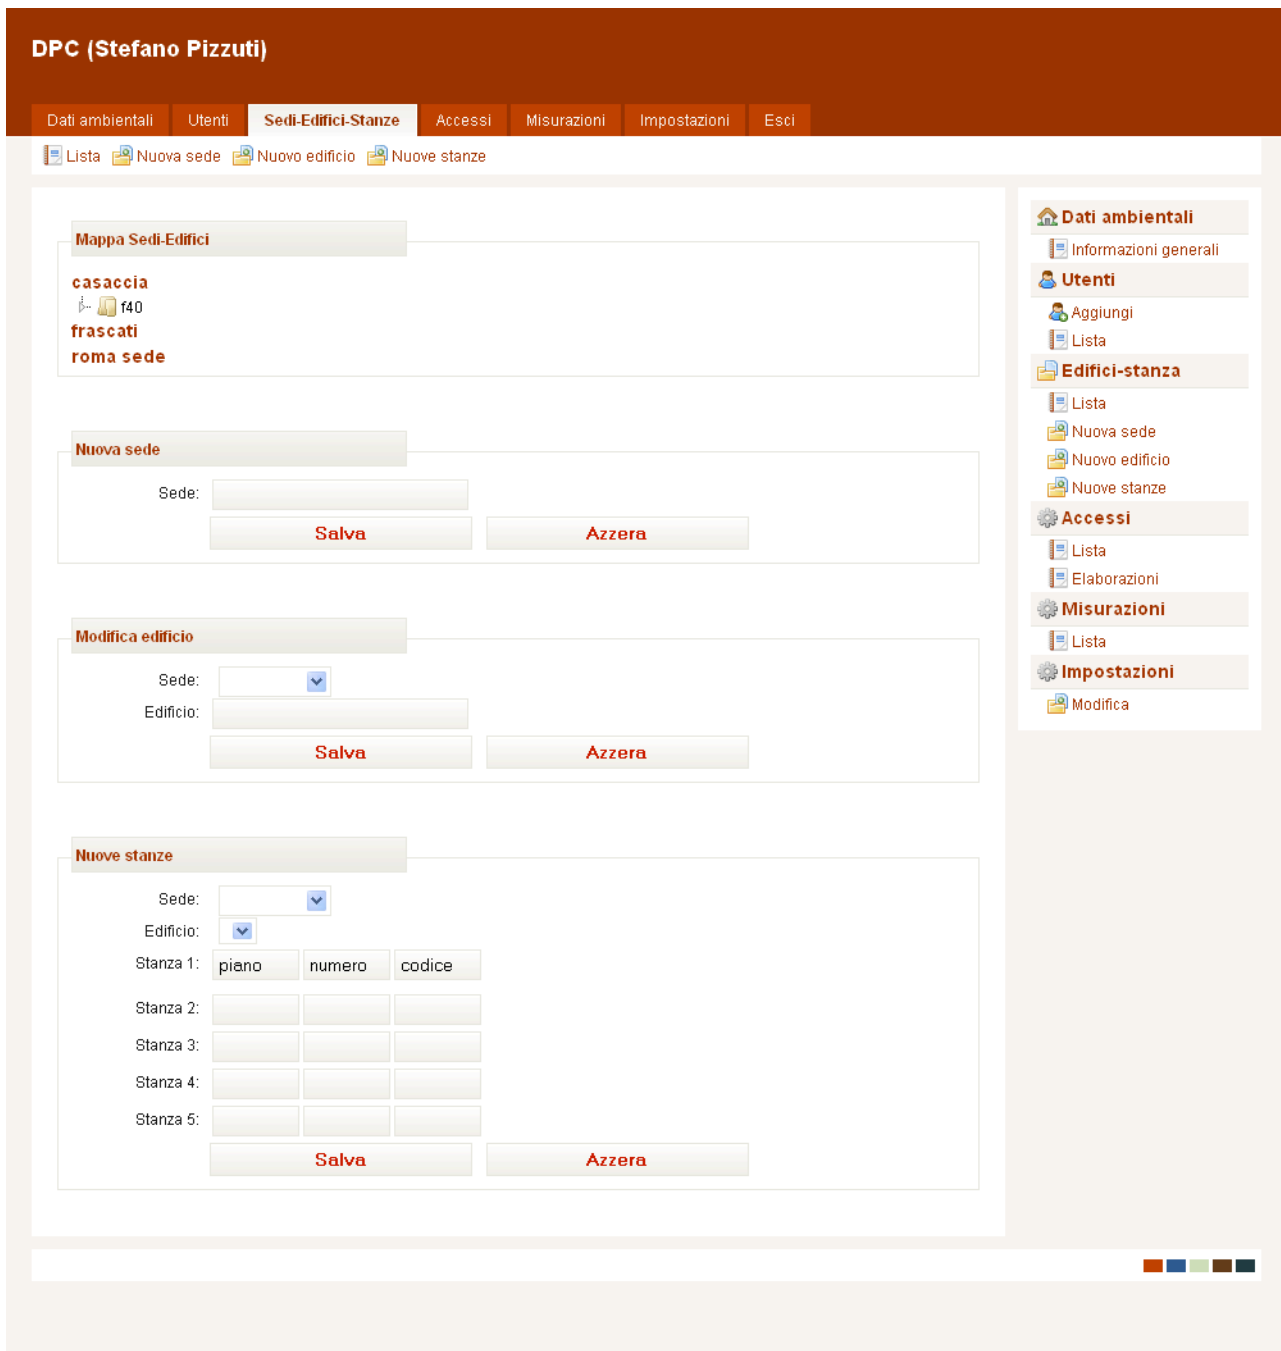 DPC (Stefano Pizzuti)
Dati ambientali Utenti Sedi-Edifici-Stanze Accessi Misurazioni Impostazioni Esci
Lista Nuova sede Nuovo edificio Nuove stanze
Mappa Sedi-Edifici
casaccia
f40
frascati
roma sede
Nuova sede
Sede:
Salva Azzera
Modifica edificio
Sede:
Edificio:
Salva Azzera
Nuove stanze
Sede:
Edificio:
Stanza 1: piano numero codice
Stanza 2:
Stanza 3:
Stanza 4:
Stanza 5:
Salva Azzera
Dati ambientali
Informazioni generali
Utenti
Aggiungi
Lista
Edifici-stanza
Lista
Nuova sede
Nuovo edificio
Nuove stanze
Accessi
Lista
Elaborazioni
Misurazioni
Lista
Impostazioni
Modifica